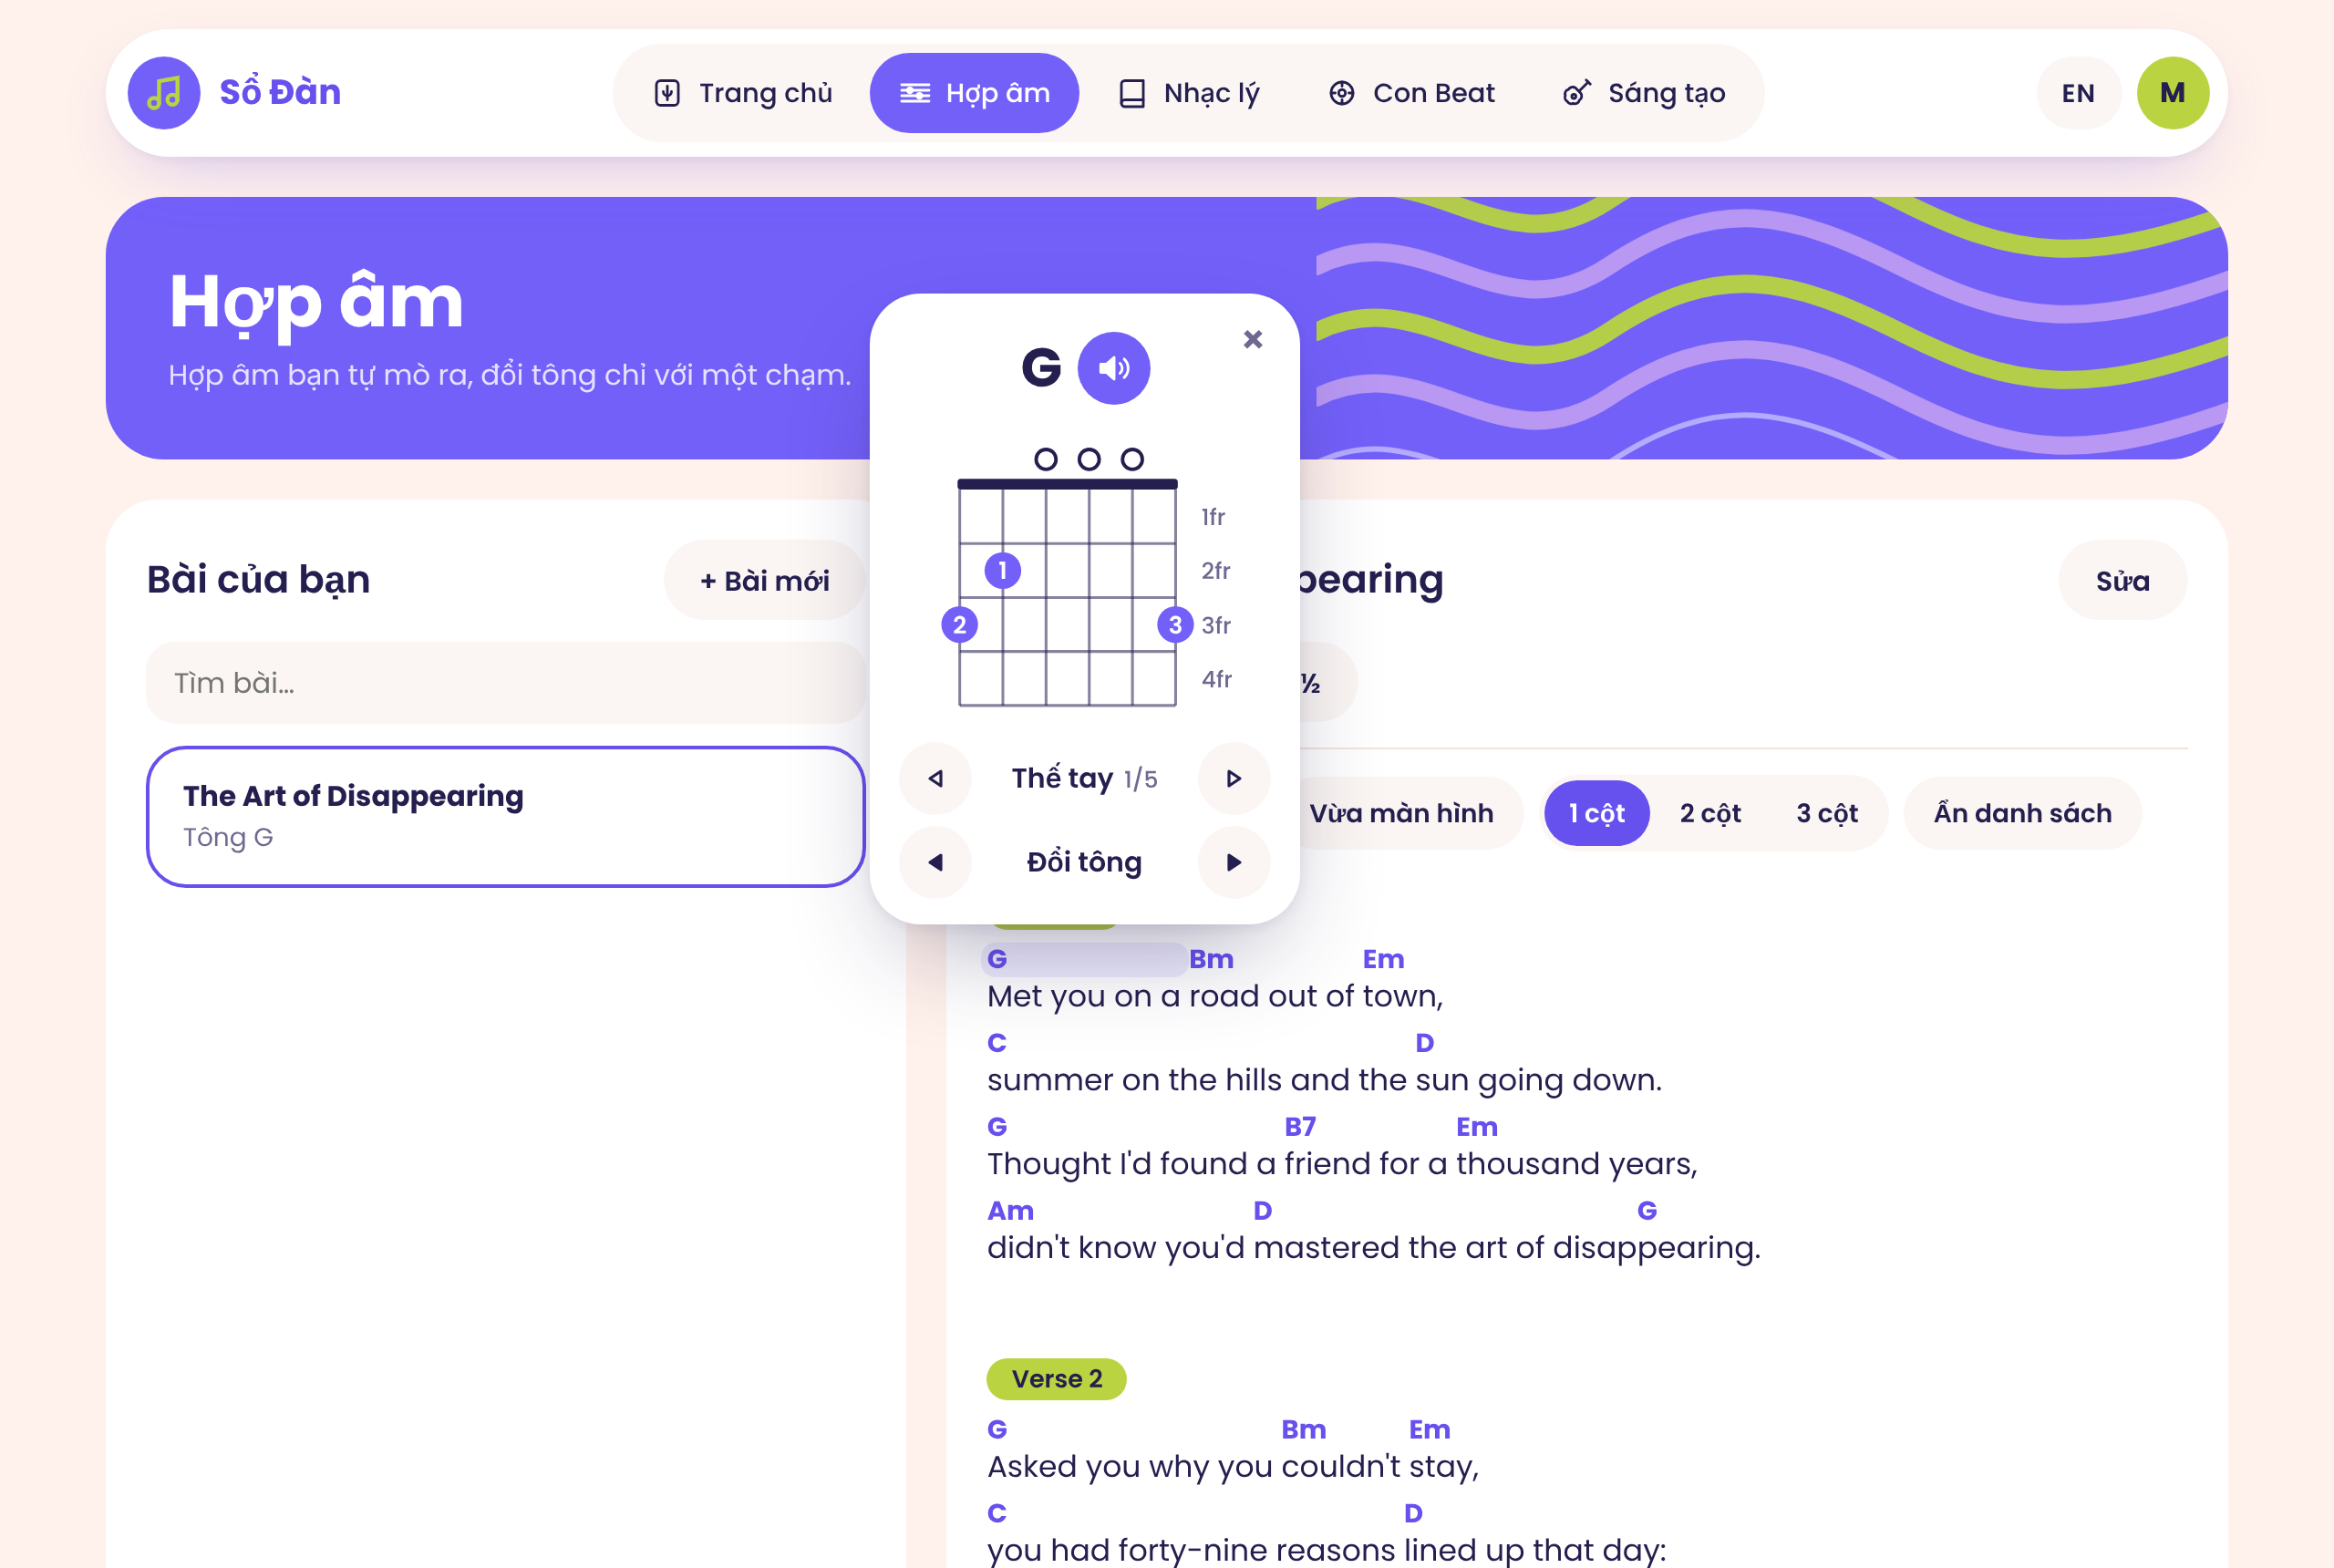 Sổ Đàn
Trang chủ
Hợp âm
Nhạc lý
Con Beat
Sáng tạo
EN
M
Hợp âm
Hợp âm bạn tự mò ra, đổi tông chỉ với một chạm.
Bài của bạn
+ Bài mới
Tìm bài...
The Art of Disappearing
Tông G
G
1fr
1
2fr
2
3
3fr
4fr
Thế tay 1/5
Đổi tông
pearing
Sửa
½
Vừa màn hình
1 cột
2 cột
3 cột
Ẩn danh sách
G Bm Em
Met you on a road out of town,
C D
summer on the hills and the sun going down.
G B7 Em
Thought I'd found a friend for a thousand years,
Am D G
didn't know you'd mastered the art of disappearing.
Verse 2
G Bm Em
Asked you why you couldn't stay,
C D
you had forty-nine reasons lined up that day: